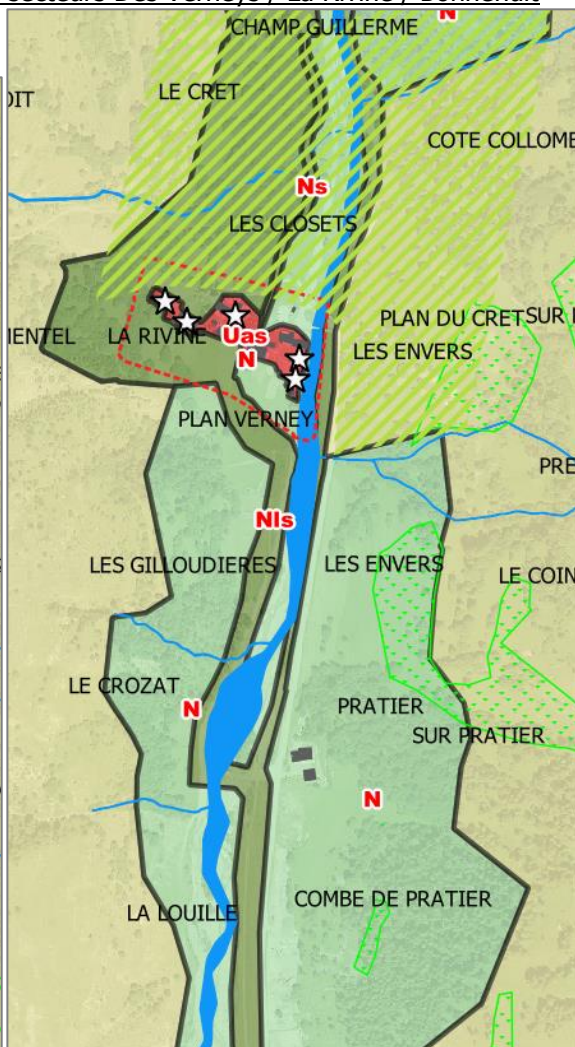 N
CHAMP GUILLERME
LE CRET
COTE COLLOMB
Ns
LES CLOSETS
PLAN DU CRET
LA RIVINE
Uas
N
LES ENVERS
PLAN VERNEY
Nls
LES GILLOUDIERES
LES ENVERS
LE COIN
LE CROZAT
N
PRATIER
SUR PRATIER
N
COMBE DE PRATIER
LA LOUILLE